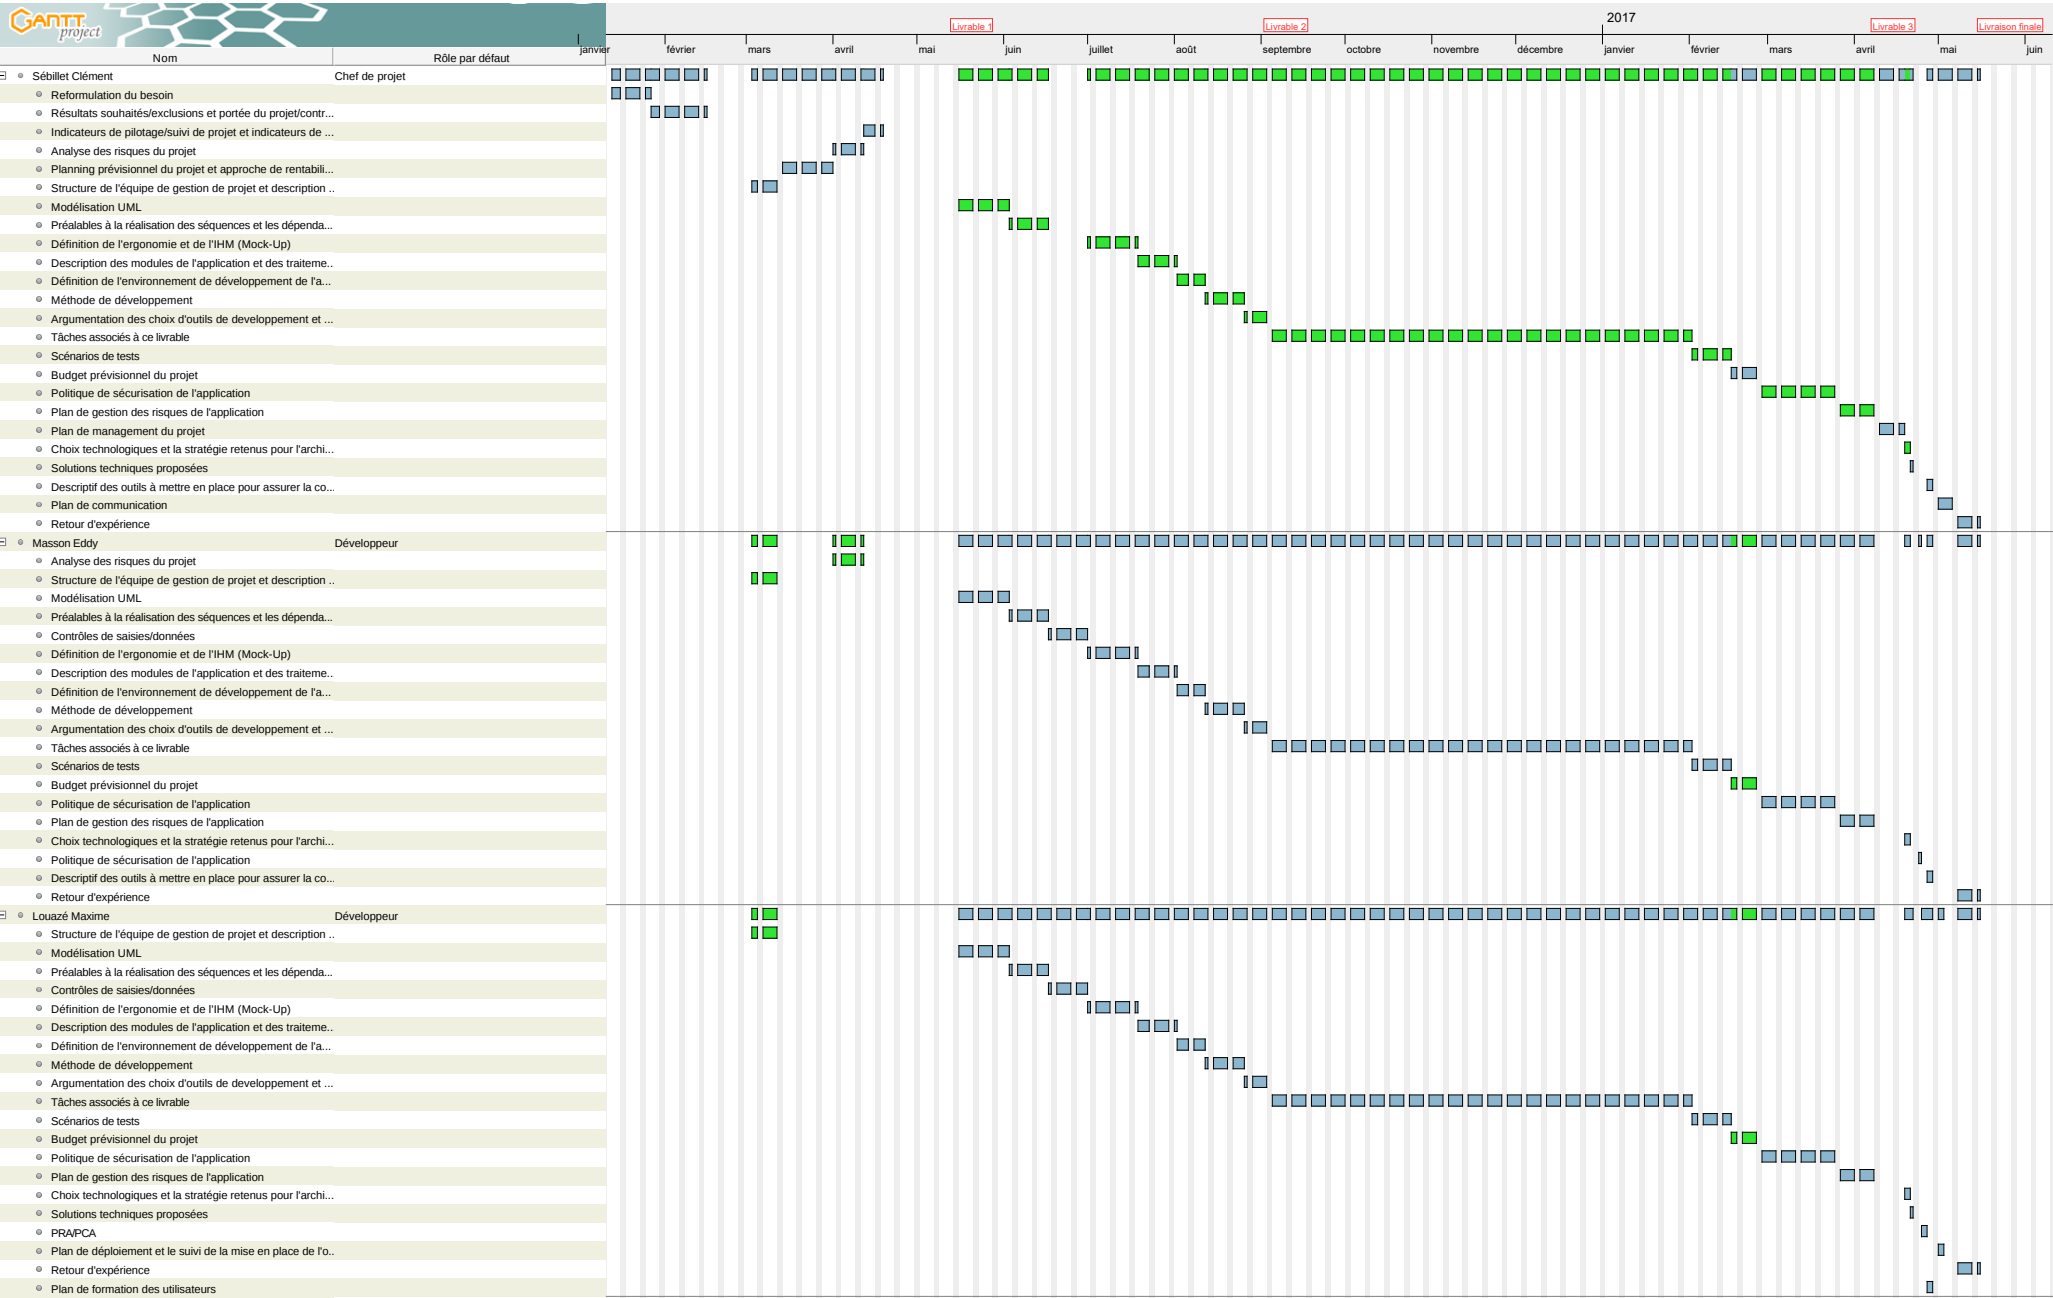 GANTT
project
2017
Livrable 1
Livrable 2
Livrable 3
Livraison finale
janvier février mars avril mai juin juillet août septembre octobre novembre décembre janvier février mars avril mai juin
Nom Rôle par défaut
Sébillet Clément Chef de projet
Reformulation du besoin
Résultats souhaités/exclusions et portée du projet/contr...
Indicateurs de pilotage/suivi de projet et indicateurs de ...
Analyse des risques du projet
Planning prévisionnel du projet et approche de rentabili...
Structure de l'équipe de gestion de projet et description ..
Modélisation UML
Préalables à la réalisation des séquences et les dépenda...
Définition de l'ergonomie et de l'IHM (Mock-Up)
Description des modules de l'application et des traiteme..
Définition de l'environnement de développement de l'a...
Méthode de développement
Argumentation des choix d'outils de developpement et ...
Tâches associés à ce livrable
Scénarios de tests
Budget prévisionnel du projet
Politique de sécurisation de l'application
Plan de gestion des risques de l'application
Plan de management du projet
Choix technologiques et la stratégie retenus pour l'archi...
Solutions techniques proposées
Descriptif des outils à mettre en place pour assurer la co...
Plan de communication
Retour d'expérience
Masson Eddy Développeur
Analyse des risques du projet
Structure de l'équipe de gestion de projet et description ..
Modélisation UML
Préalables à la réalisation des séquences et les dépenda...
Contrôles de saisies/données
Définition de l'ergonomie et de l'IHM (Mock-Up)
Description des modules de l'application et des traiteme..
Définition de l'environnement de développement de l'a...
Méthode de développement
Argumentation des choix d'outils de developpement et ...
Tâches associés à ce livrable
Scénarios de tests
Budget prévisionnel du projet
Politique de sécurisation de l'application
Plan de gestion des risques de l'application
Choix technologiques et la stratégie retenus pour l'archi...
Politique de sécurisation de l'application
Descriptif des outils à mettre en place pour assurer la co...
Retour d'expérience
Louazé Maxime Développeur
Structure de l'équipe de gestion de projet et description ..
Modélisation UML
Préalables à la réalisation des séquences et les dépenda...
Contrôles de saisies/données
Définition de l'ergonomie et de l'IHM (Mock-Up)
Description des modules de l'application et des traiteme..
Définition de l'environnement de développement de l'a...
Méthode de développement
Argumentation des choix d'outils de developpement et ...
Tâches associés à ce livrable
Scénarios de tests
Budget prévisionnel du projet
Politique de sécurisation de l'application
Plan de gestion des risques de l'application
Choix technologiques et la stratégie retenus pour l'archi...
Solutions techniques proposées
PRA/PCA
Plan de déploiement et le suivi de la mise en place de l'o..
Retour d'expérience
Plan de formation des utilisateurs